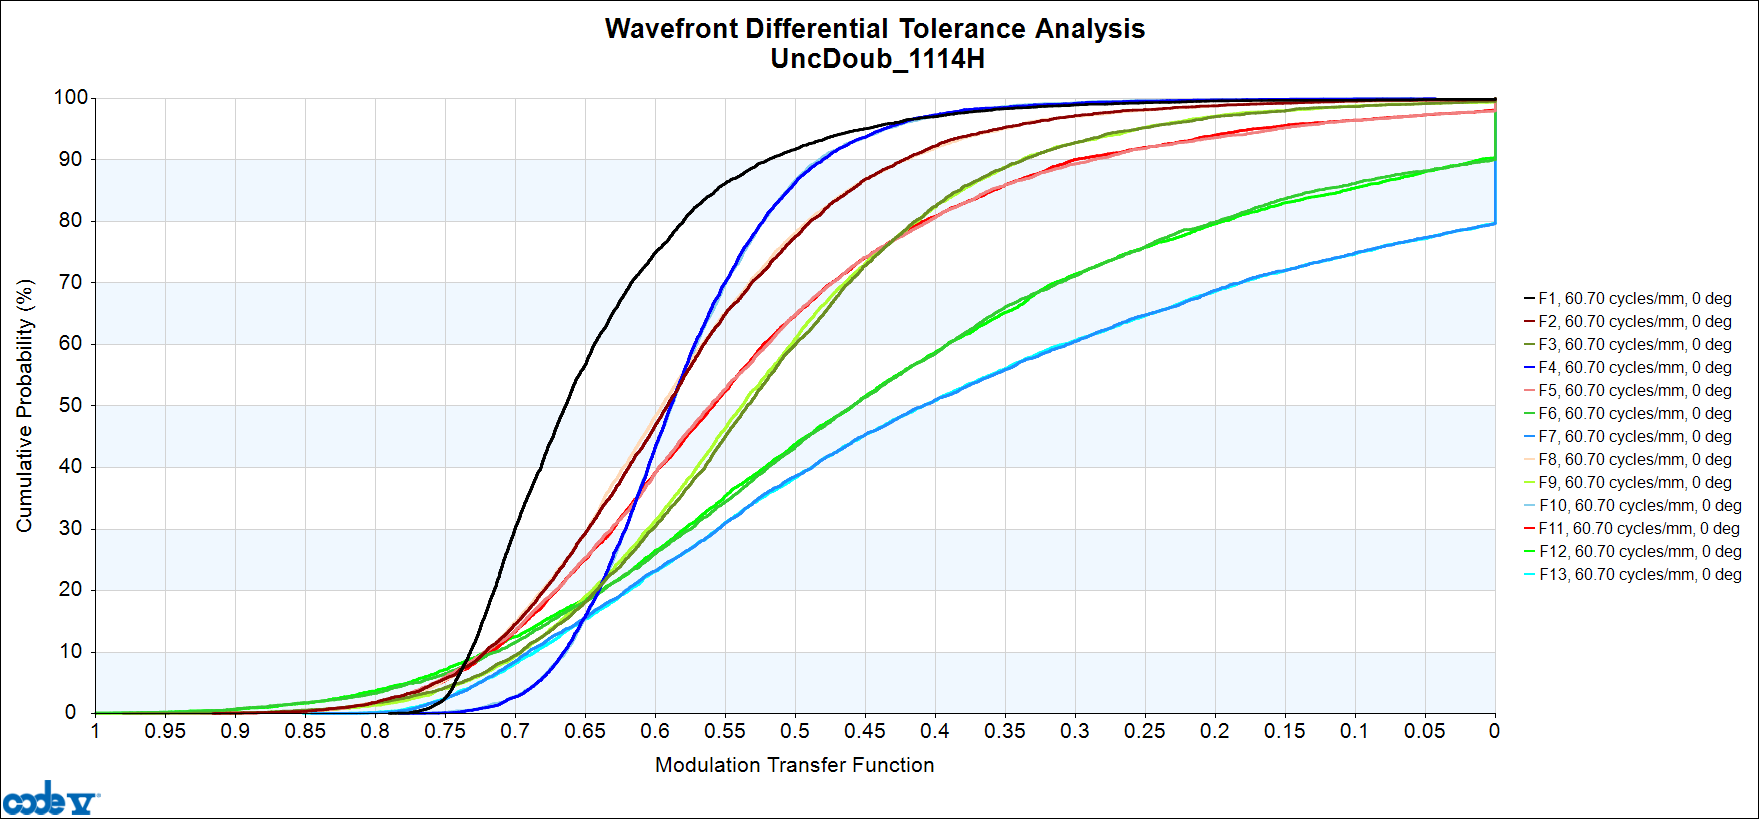 Wavefront Differential Tolerance Analysis
UncDoub_1114H
100
90
80
70
60
50
40
30
20
10
0
Cumulative Probability (%)
1 0.95 0.9 0.85 0.8 0.75 0.7 0.65 0.6 0.55 0.5 0.45 0.4 0.35 0.3 0.25 0.2 0.15 0.1 0.05 0
Modulation Transfer Function
F1, 60.70 cycles/mm, 0 deg
F2, 60.70 cycles/mm, 0 deg
F3, 60.70 cycles/mm, 0 deg
F4, 60.70 cycles/mm, 0 deg
F5, 60.70 cycles/mm, 0 deg
F6, 60.70 cycles/mm, 0 deg
F7, 60.70 cycles/mm, 0 deg
F8, 60.70 cycles/mm, 0 deg
F9, 60.70 cycles/mm, 0 deg
F10, 60.70 cycles/mm, 0 deg
F11, 60.70 cycles/mm, 0 deg
F12, 60.70 cycles/mm, 0 deg
F13, 60.70 cycles/mm, 0 deg
code V